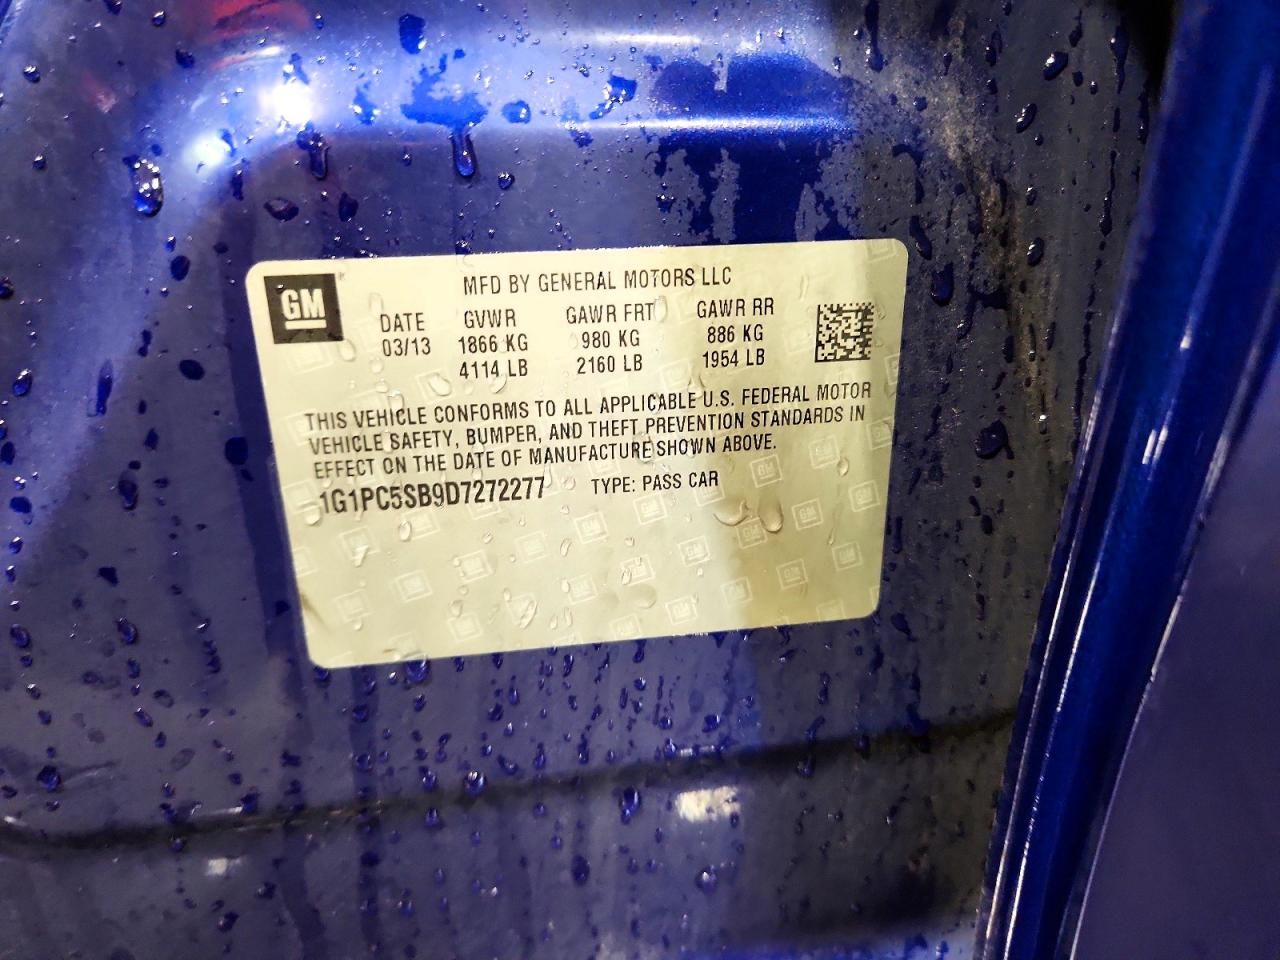 GM
MFD BY GENERAL MOTORS LLC
DATE GVWR GAWR FRT GAWR RR
03/13 1866 KG 980 KG 886 KG
4114 LB 2160 LB 1954 LB
THIS VEHICLE CONFORMS TO ALL APPLICABLE U.S. FEDERAL MOTOR
VEHICLE SAFETY, BUMPER, AND THEFT PREVENTION STANDARDS IN
EFFECT ON THE DATE OF MANUFACTURE SHOWN ABOVE.
1G1PC5SB9D7272277 TYPE: PASS CAR